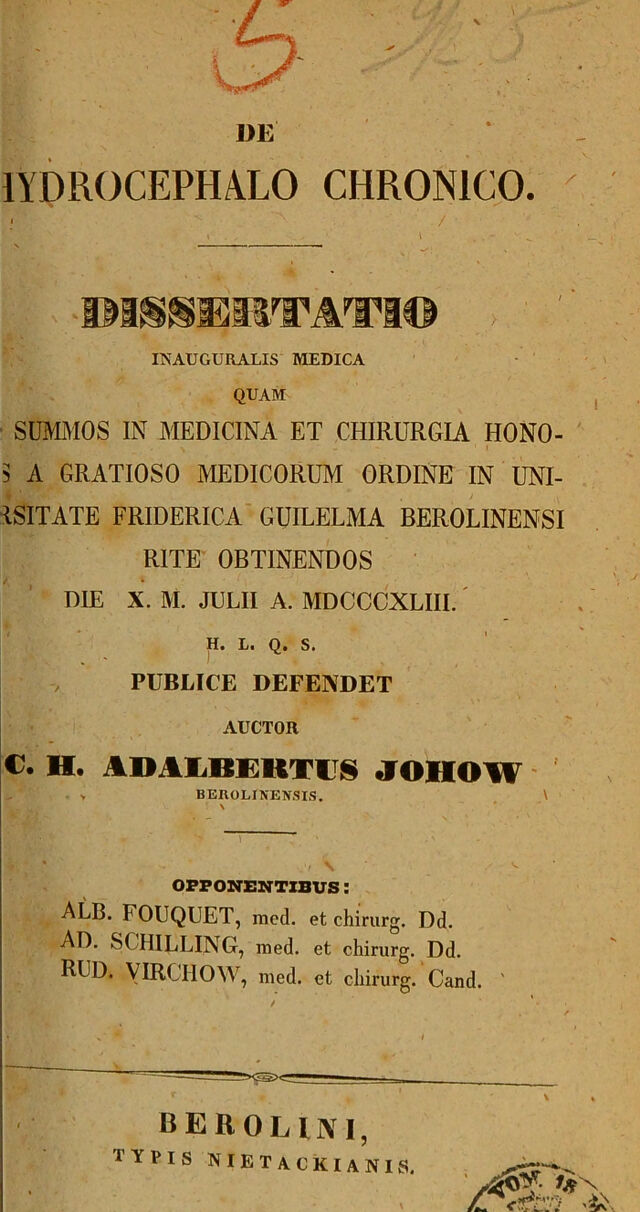 5
DE
HYDROCEPHALO CHRONICO.
DISSERTATIO
INAUGURALIS MEDICA
QUAM
SUMMOS IN MEDICINA ET CHIRURGIA HONO-
S A GRATIOSO MEDICORUM ORDINE IN UNI-
RSITATE FRIDERICA GUILELMA BEROLINENSI
RITE OBTINENDOS
DIE X. M. JULII A. MDCCCXLIII.
H. L. Q. S.
PUBLICE DEFENDET
AUCTOR
C. H. ADALBERTUS JOHOW
BEROLINENSIS.
OPPONENTIBUS:
ALB. FOUQUET, med. et chirurg. Dd.
AD. SCHILLING, med. et chirurg. Dd.
RUD. VIRCHOW, med. et chirurg. Cand.
BEROLINI,
TYPIS NIETACKIANIS.